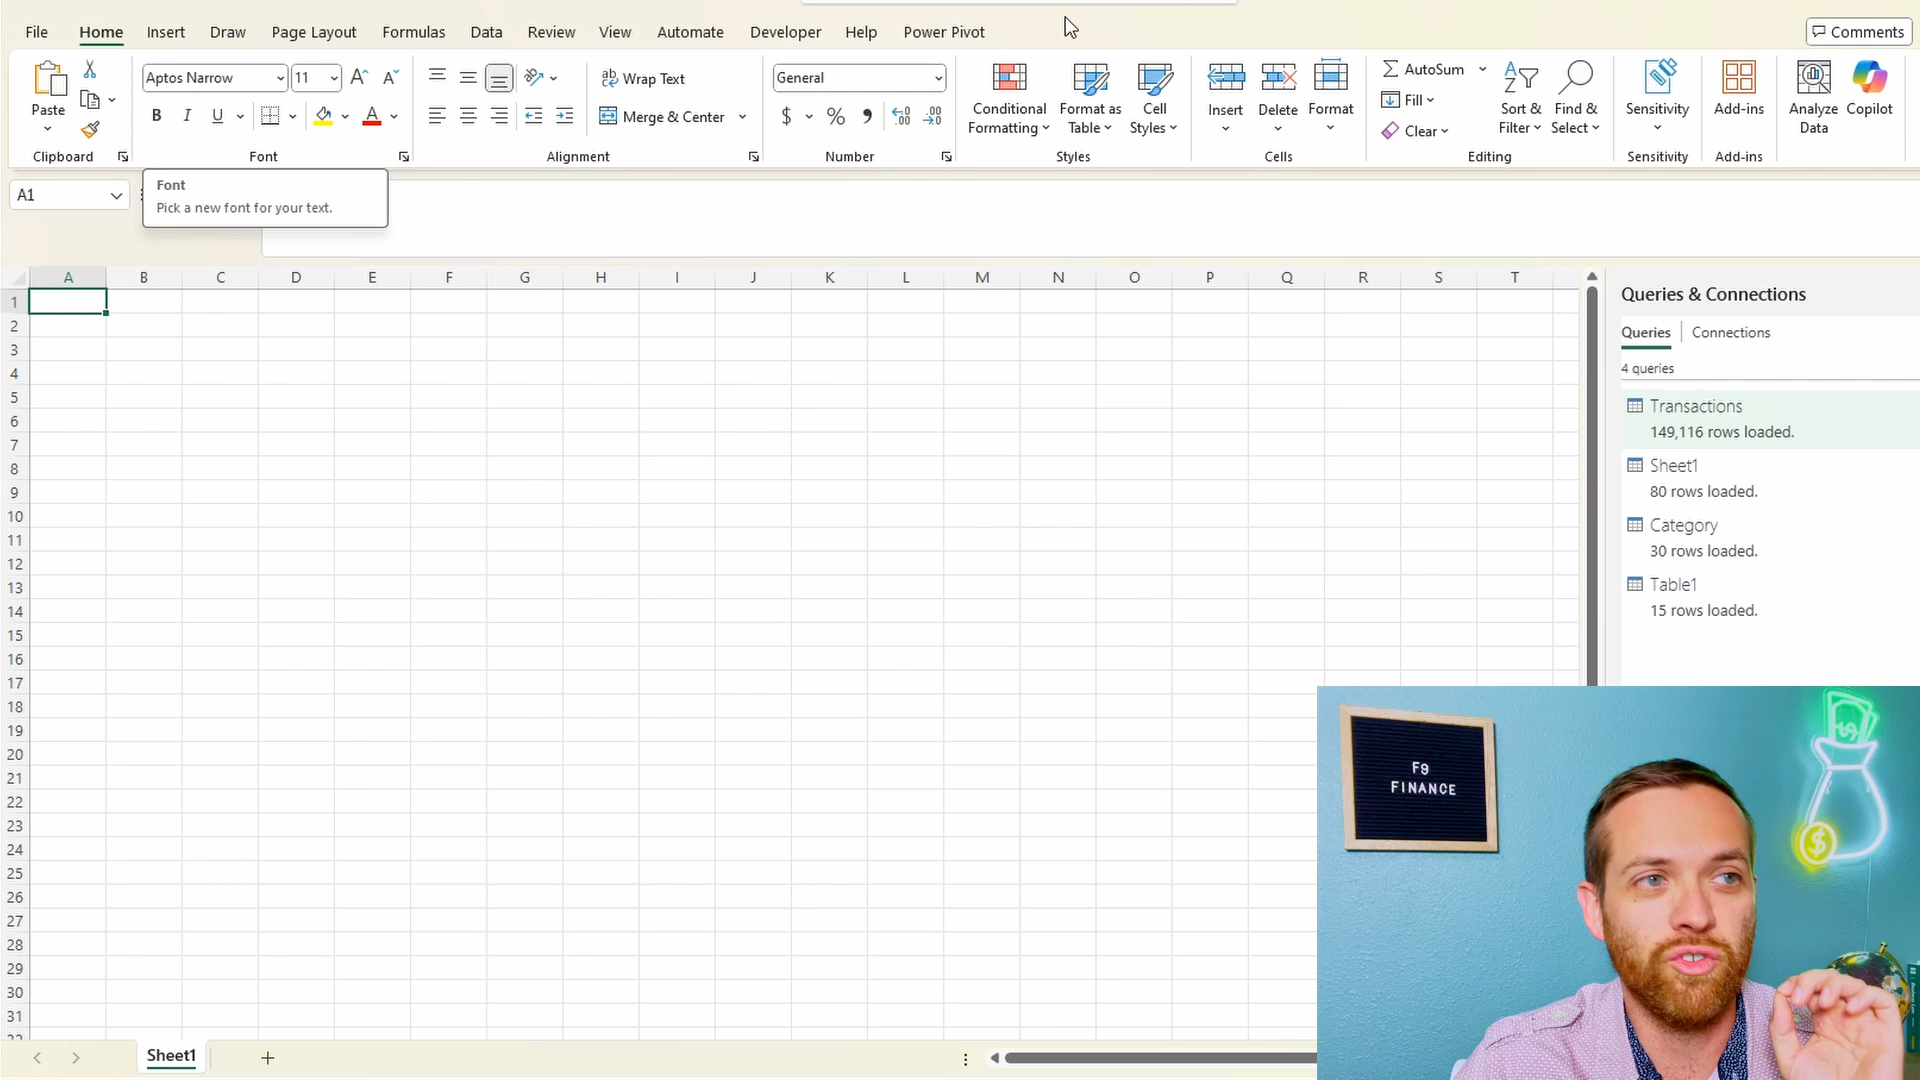 File Home Insert Draw Page Layout Formulas Data Review View Automate Developer Help Power Pivot Comments
Paste
Clipboard
Aptos Narrow 11
B I U A
Font
ab Wrap Text
Merge & Center
Alignment
General
$ % 9 .00
Number
Conditional Formatting
Format as Table
Cell Styles
Styles
Insert
Delete
Format
Cells
AutoSum
Fill
Clear
Sort & Filter
Find & Select
Editing
Sensitivity
Sensitivity
Add-ins
Add-ins
Analyze Data
Copilot
A1
Font
Pick a new font for your text.
A B C D E F G H I J K L M N O P Q R S T
1
2
3
4
5
6
7
8
9
10
11
12
13
14
15
16
17
18
19
20
21
22
23
24
25
26
27
28
29
30
31
Queries & Connections
Queries Connections
4 queries
Transactions
149,116 rows loaded.
Sheet1
80 rows loaded.
Category
30 rows loaded.
Table1
15 rows loaded.
F9
FINANCE
$
$
Sheet1